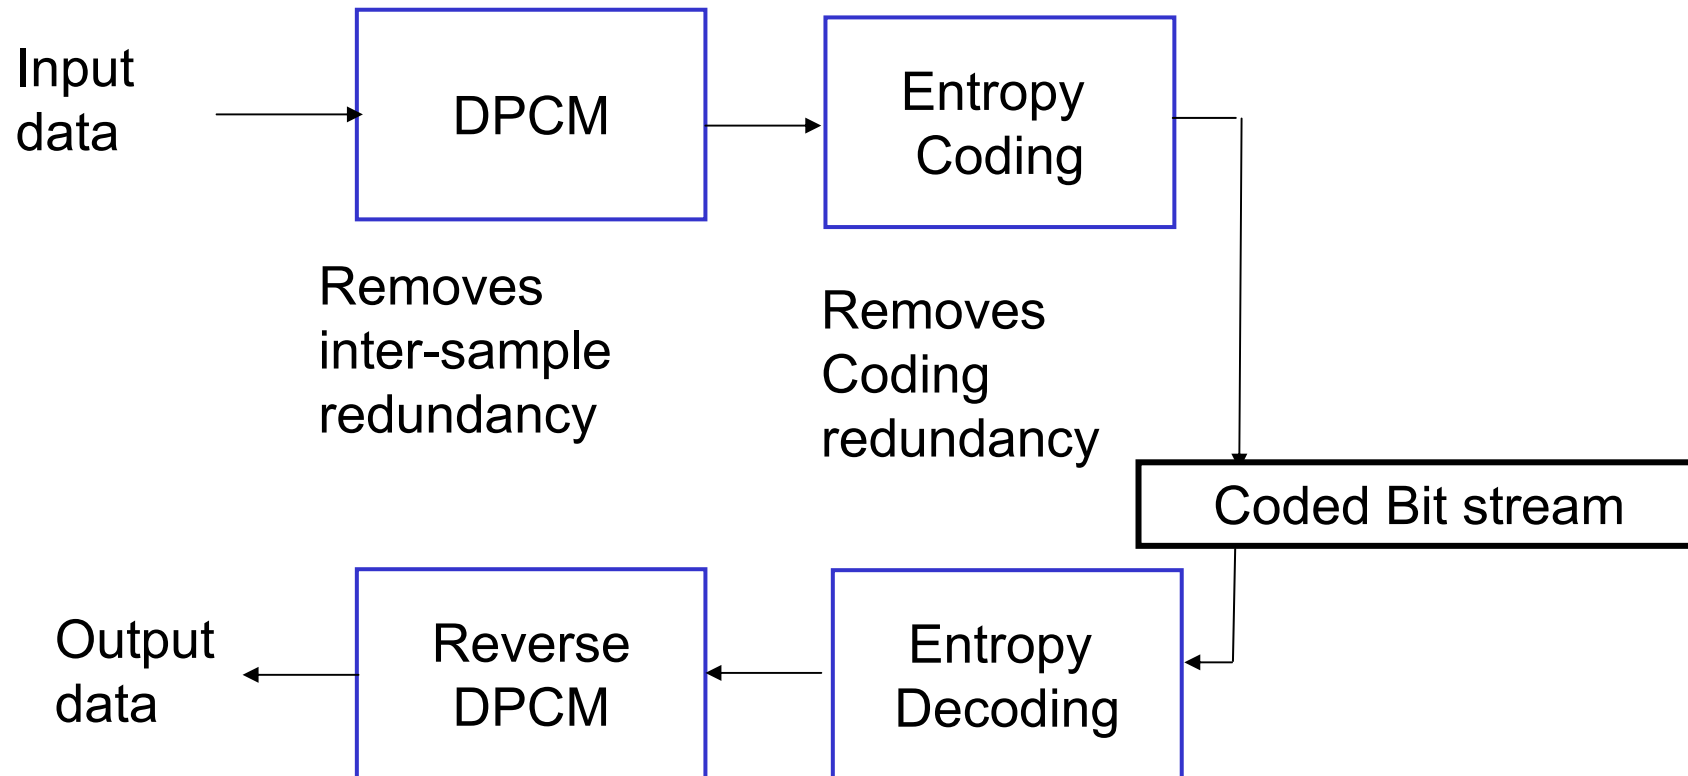 Input
data
DPCM
Entropy
Coding
Removes
inter-sample
redundancy
Removes
Coding
redundancy
Coded Bit stream
Output
data
Reverse
DPCM
Entropy
Decoding